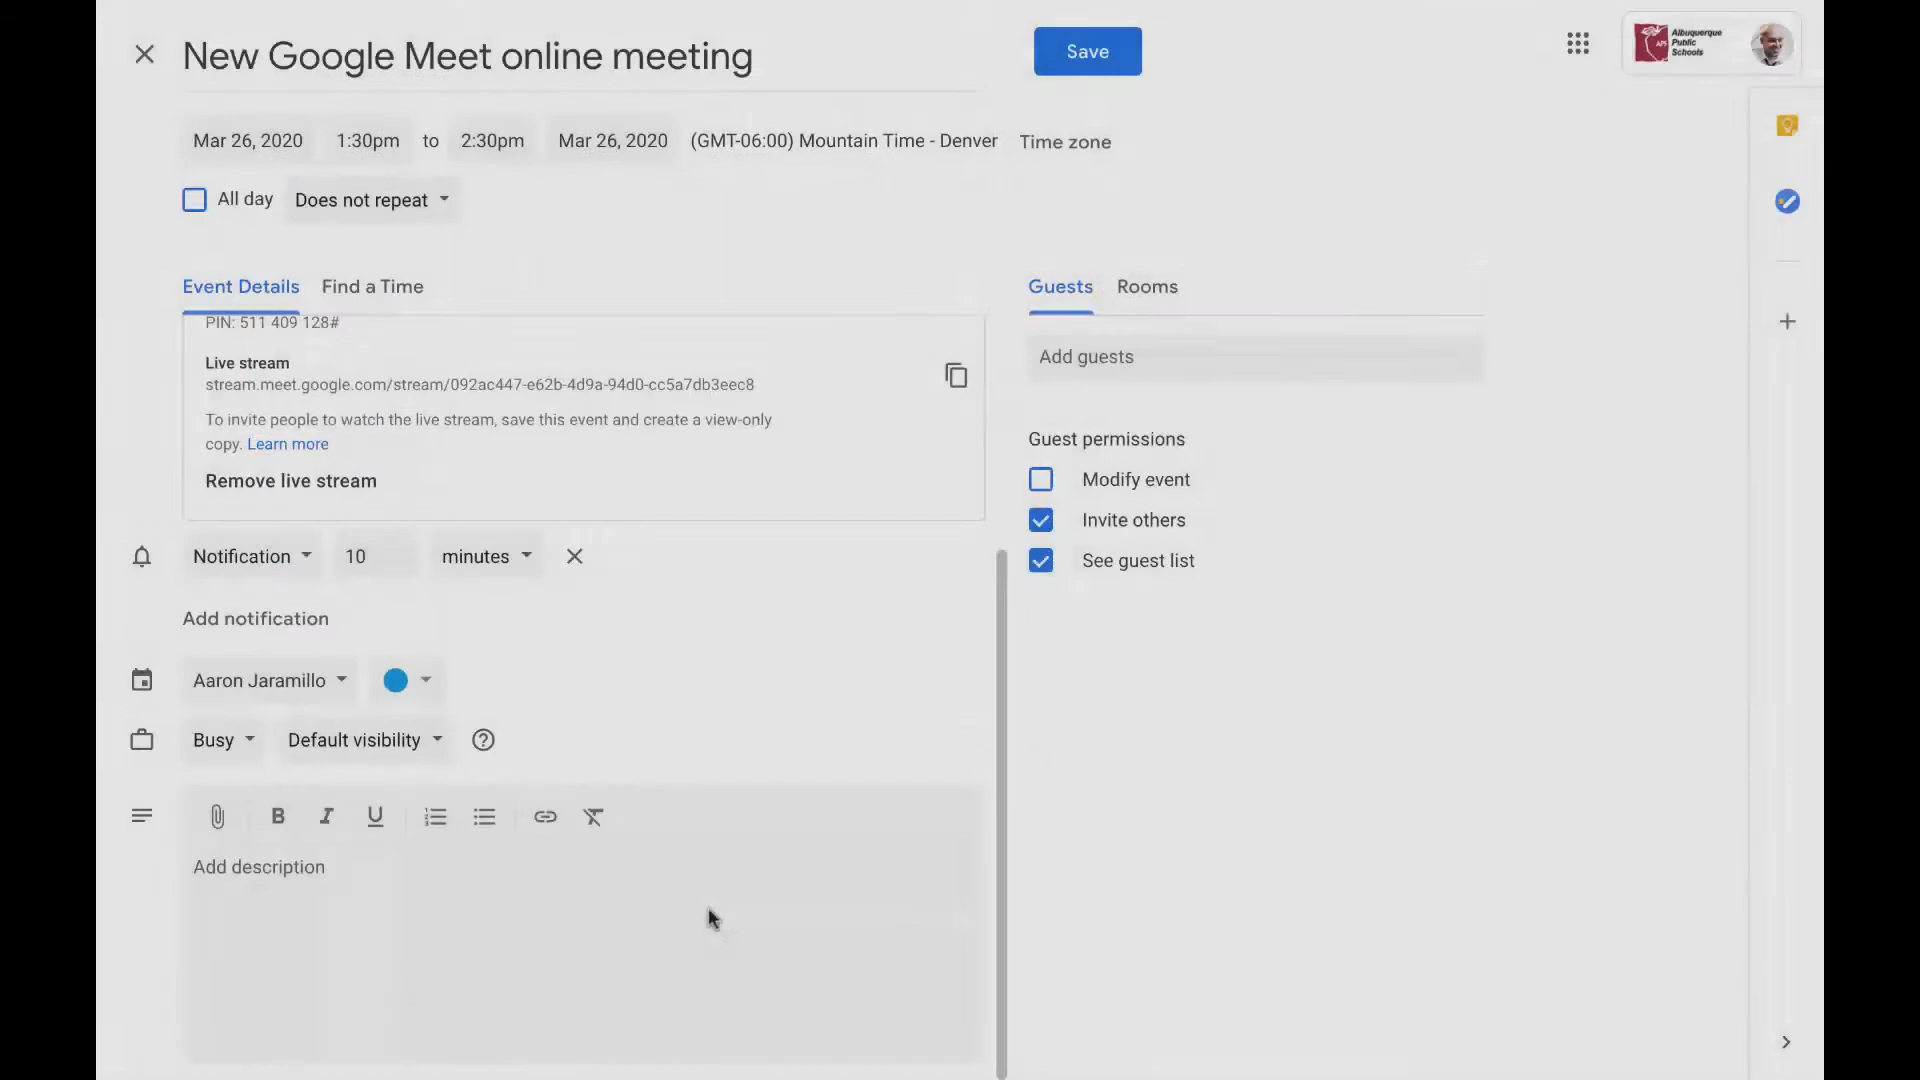 New Google Meet online meeting
Save
Albuquerque
Public
Schools
APS
Mar 26, 2020 1:30pm to 2:30pm Mar 26, 2020 (GMT-06:00) Mountain Time - Denver Time zone
All day Does not repeat
Event Details Find a Time
Guests Rooms
PIN: 511 409 128#
Live stream
stream.meet.google.com/stream/092ac447-e62b-4d9a-94d0-cc5a7db3eec8
To invite people to watch the live stream, save this event and create a view-only
copy. Learn more
Remove live stream
Add guests
Guest permissions
Modify event
Invite others
See guest list
Notification 10 minutes
Add notification
Aaron Jaramillo
Busy Default visibility
B I U
Add description